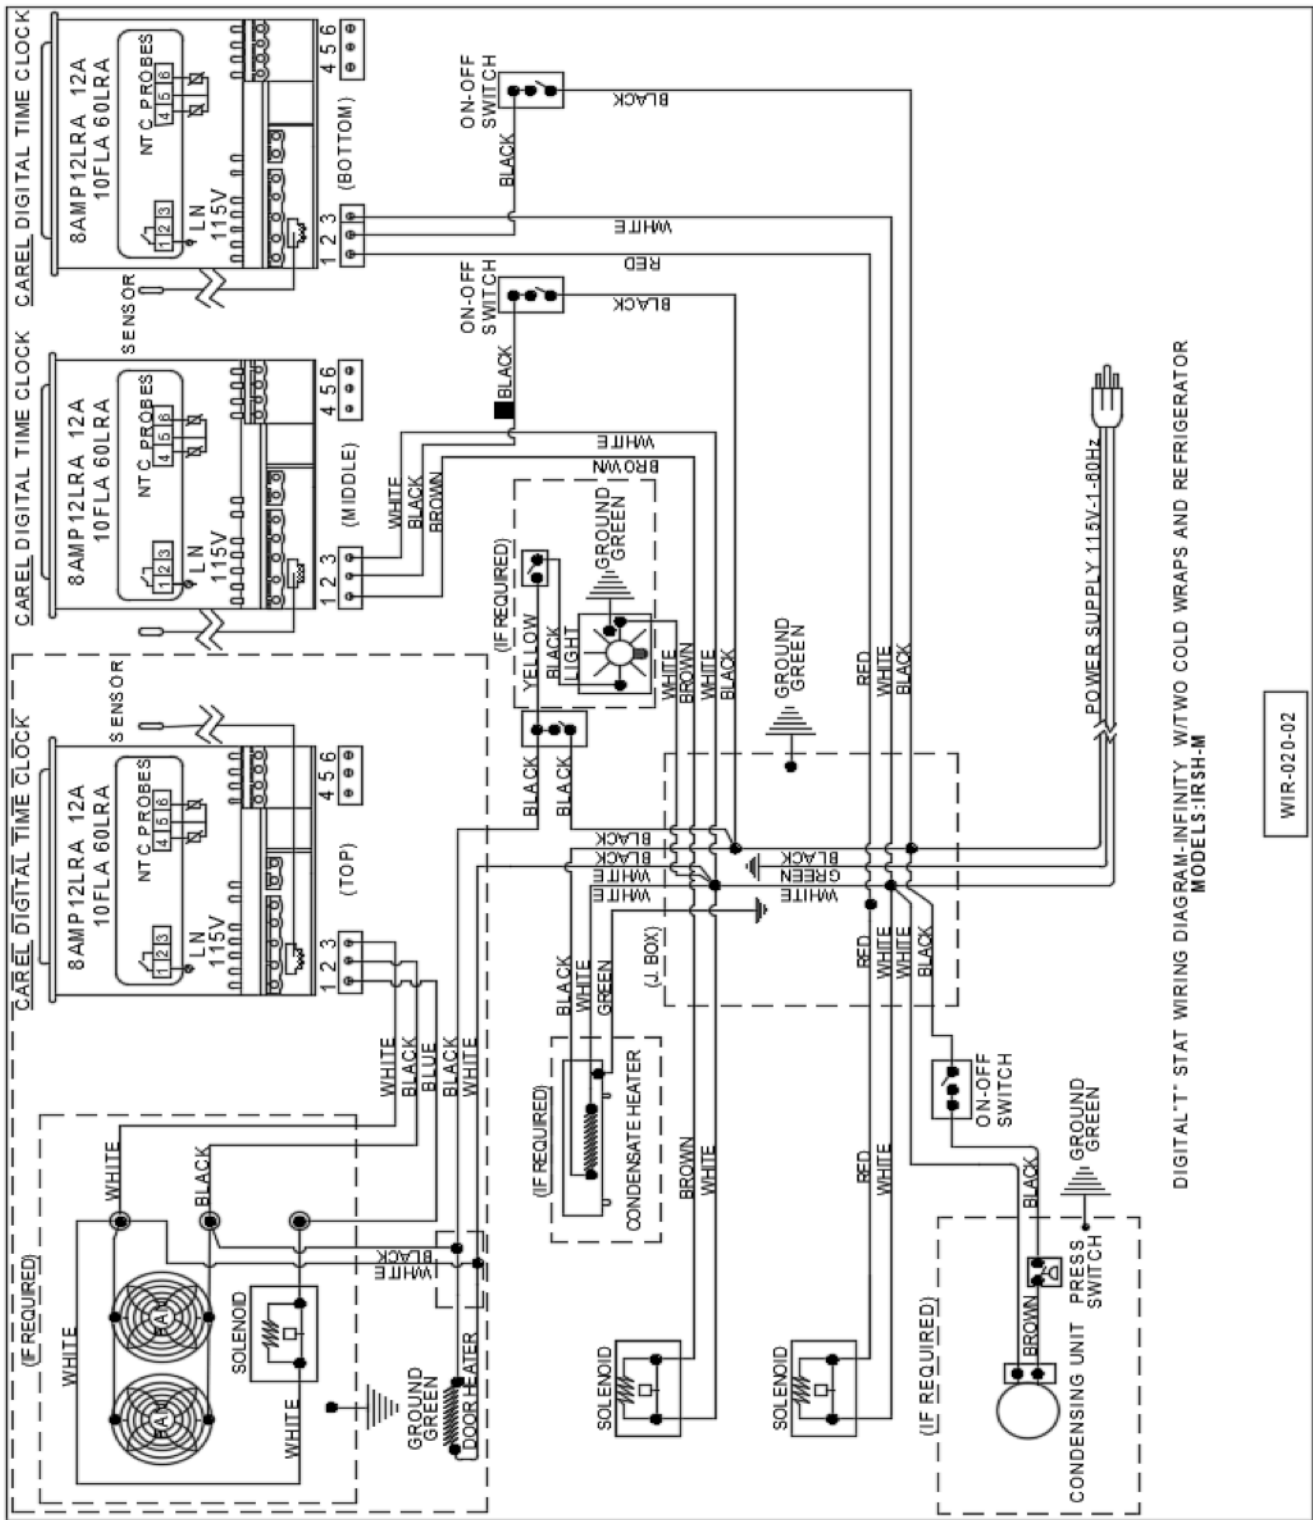 CAREL DIGITAL TIME CLOCK
8AMP12LRA 12A
10FLA 60LRA
NTC PROBES
4 5 6
1 2 3
LN
115V
SENSOR
(TOP)
1 2 3
4 5 6
CAREL DIGITAL TIME CLOCK
8AMP12LRA 12A
10FLA 60LRA
NTC PROBES
4 5 6
1 2 3
LN
115V
SENSOR
(MIDDLE)
1 2 3
4 5 6
CAREL DIGITAL TIME CLOCK
8AMP12LRA 12A
10FLA 60LRA
NTC PROBES
4 5 6
1 2 3
LN
115V
(BOTTOM)
1 2 3
4 5 6
(IF REQUIRED)
WHITE
WHITE
BLACK
FAN
FAN
SOLENOID
WHITE
WHITE
BLACK
BLUE
BLACK
WHITE
BLACK
WHITE
GROUND
GREEN
DOOR HEATER
WHITE
BLACK
BROWN
BLACK
ON-OFF
SWITCH
BLACK
WHITE
BROWN
BLACK
ON-OFF
SWITCH
BLACK
WHITE
RED
(IF REQUIRED)
YELLOW
BLACK
LIGHT
GROUND
GREEN
BLACK
BLACK
BLACK
BLACK
WHITE
WHITE
WHITE
BROWN
WHITE
BLACK
GROUND
GREEN
RED
WHITE
BLACK
(IF REQUIRED)
CONDENSATE HEATER
BLACK
WHITE
GREEN
(J. BOX)
BLACK
GREEN
WHITE
RED
WHITE
WHITE
BLACK
SOLENOID
BROWN
WHITE
SOLENOID
RED
WHITE
ON-OFF
SWITCH
(IF REQUIRED)
CONDENSING UNIT
BROWN
PRESS
SWITCH
BLACK
GROUND
GREEN
POWER SUPPLY 115V-1-60Hz
DIGITAL"T" STAT WIRING DIAGRAM-INFINITY W/TWO COLD WRAPS AND REFRIGERATOR
MODELS:IRSH-M
WIR-020-02